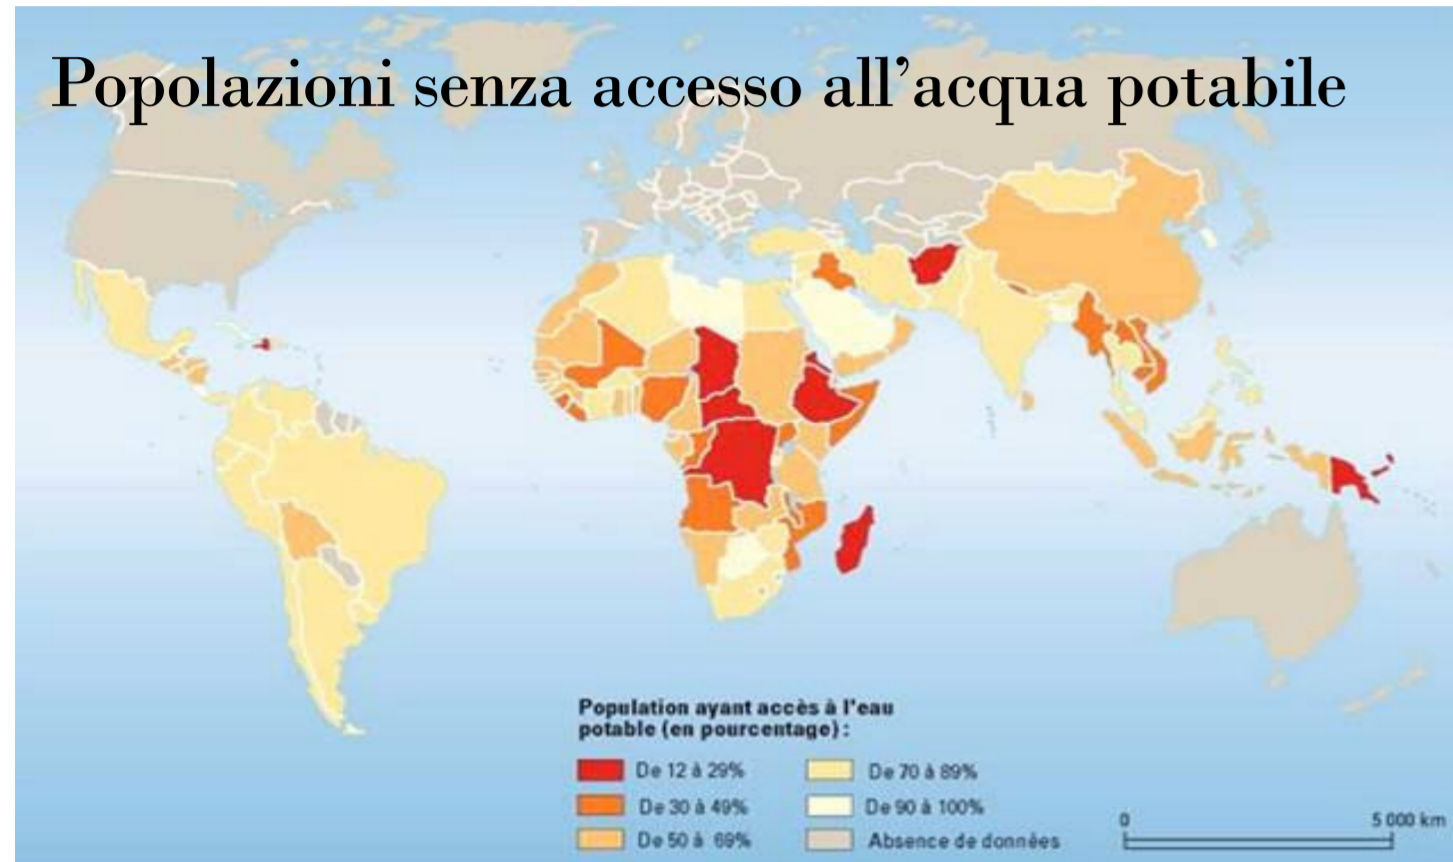 Popolazioni senza accesso all’acqua potabile
Population ayant accès à l'eau
potable (en pourcentage) :
De 12 à 29%
De 30 à 49%
De 50 à 69%
De 70 à 89%
De 90 à 100%
Absence de données
0
5 000 km